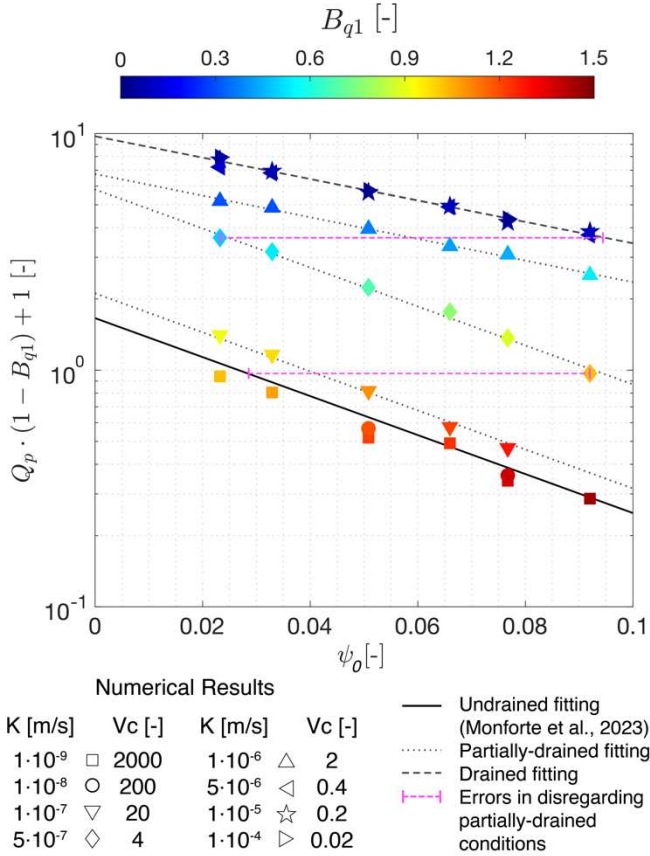 B_{q1} [-]
0 0.3 0.6 0.9 1.2 1.5
10^1
10^0
10^{-1}
Q_p · (1 − B_{q1}) + 1 [-]
0 0.02 0.04 0.06 0.08 0.1
ψ_0[-]
Numerical Results
K [m/s] Vc [-] K [m/s] Vc [-]
1·10^{-9} □ 2000 1·10^{-6} △ 2
1·10^{-8} ○ 200 5·10^{-6} ◁ 0.4
1·10^{-7} ▽ 20 1·10^{-5} ☆ 0.2
5·10^{-7} ◇ 4 1·10^{-4} ▷ 0.02
Undrained fitting
(Monforte et al., 2023)
Partially-drained fitting
Drained fitting
Errors in disregarding
partially-drained
conditions